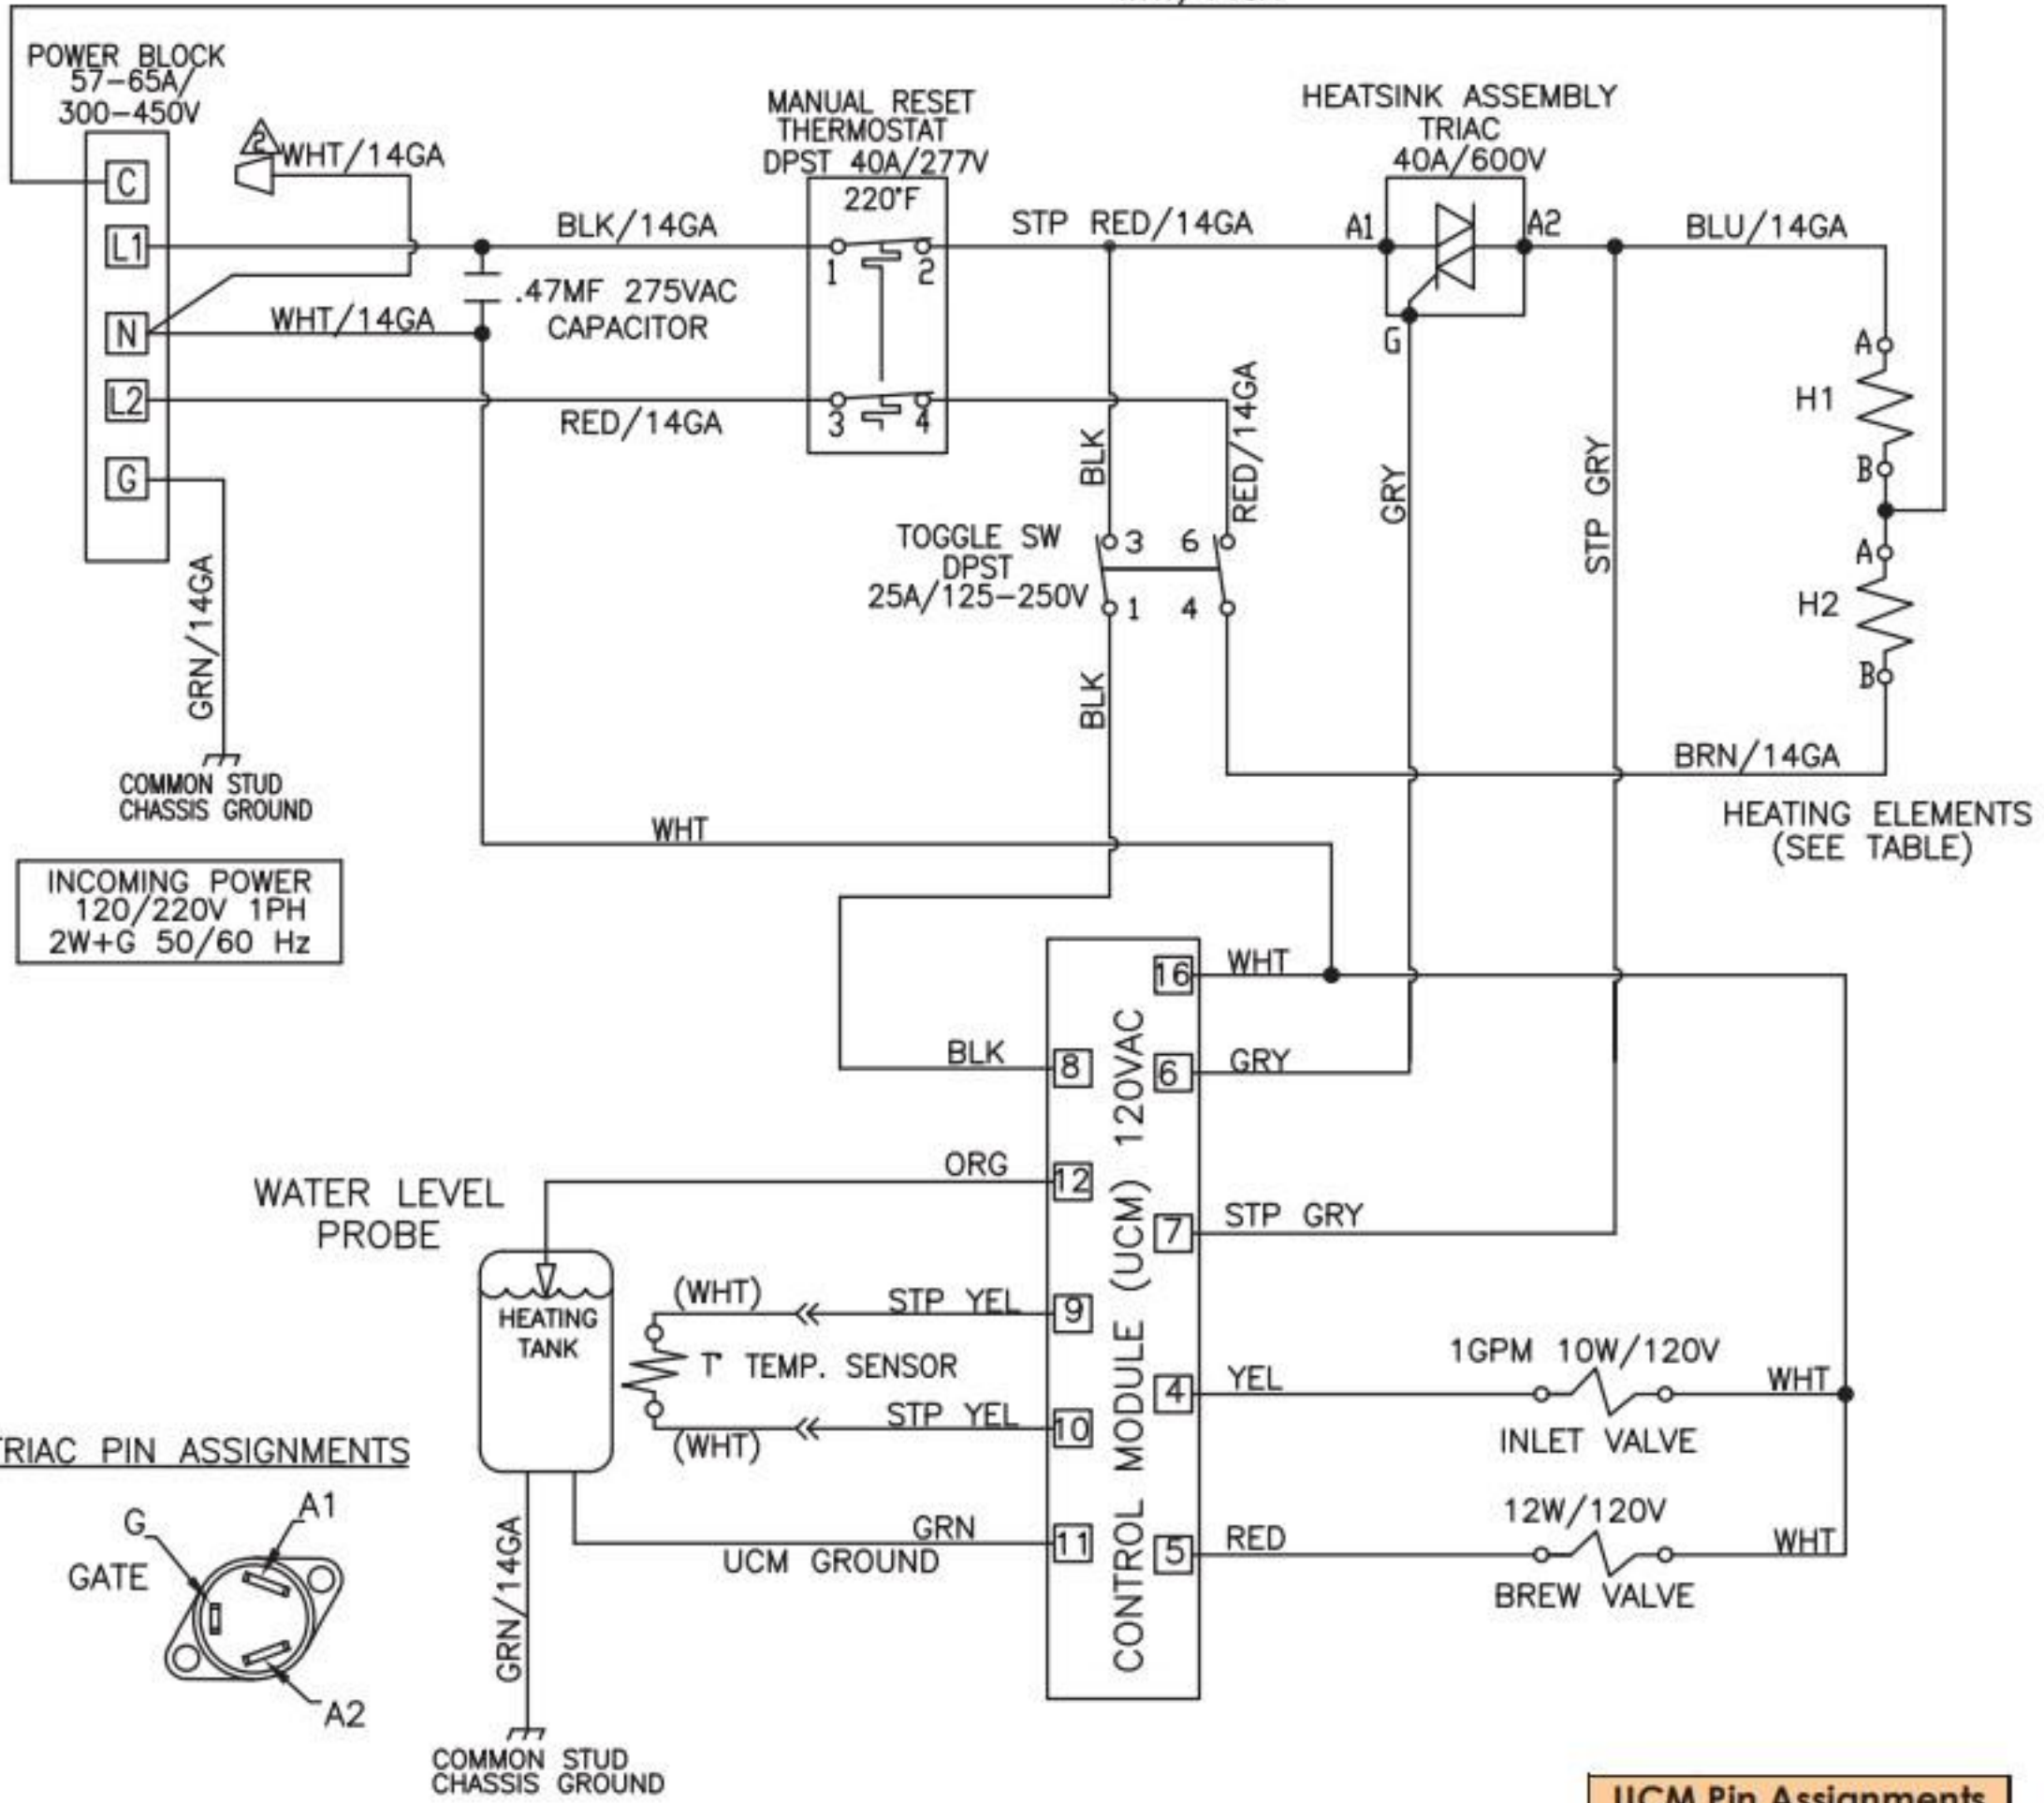 POWER BLOCK
57-65A/
300-450V
C
L1
N
L2
G
2
WHT/14GA
BLK/14GA
.47MF 275VAC
CAPACITOR
WHT/14GA
RED/14GA
GRN/14GA
COMMON STUD
CHASSIS GROUND
INCOMING POWER
120/220V 1PH
2W+G 50/60 Hz
MANUAL RESET
THERMOSTAT
DPST 40A/277V
220°F
1
2
3
4
STP RED/14GA
HEATSINK ASSEMBLY
TRIAC
40A/600V
A1
A2
G
BLU/14GA
A
H1
B
A
H2
B
BRN/14GA
HEATING ELEMENTS
(SEE TABLE)
BLK
RED/14GA
GRY
STP GRY
TOGGLE SW
DPST
25A/125-250V
3
6
1
4
BLK
WHT
CONTROL MODULE (UCM) 120VAC
16
WHT
BLK
8
6
GRY
ORG
12
7
STP GRY
WATER LEVEL
PROBE
HEATING
TANK
(WHT)
STP YEL
9
T° TEMP. SENSOR
(WHT)
STP YEL
10
4
YEL
1GPM 10W/120V
WHT
INLET VALVE
GRN
11
UCM GROUND
5
RED
12W/120V
WHT
BREW VALVE
GRN/14GA
COMMON STUD
CHASSIS GROUND
TRIAC PIN ASSIGNMENTS
G
A1
GATE
A2
UCM Pin Assignments